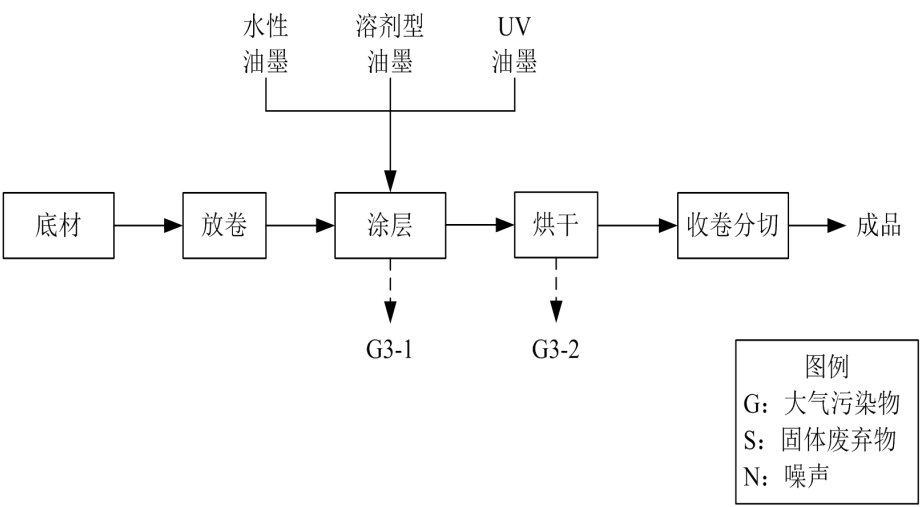 水性
油墨
溶剂型
油墨
UV
油墨
底材
放卷
涂层
烘干
收卷分切
成品
G3-1
G3-2
图例
G：大气污染物
S：固体废弃物
N：噪声